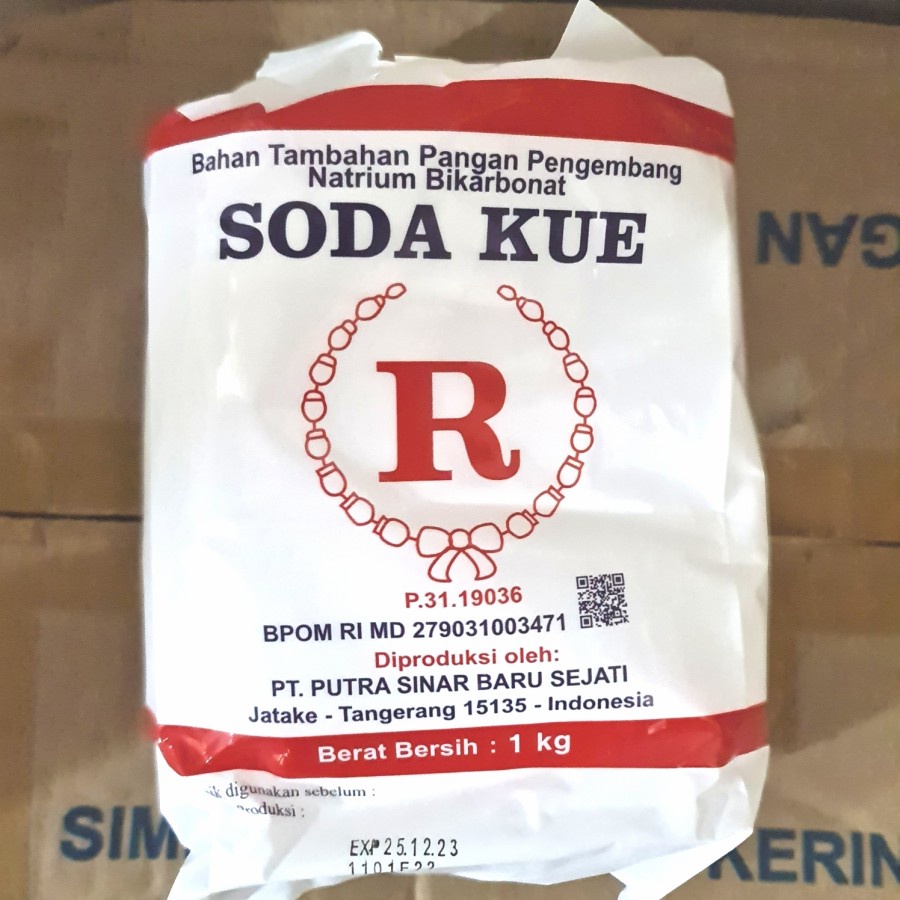 Bahan Tambahan Pangan Pengembang
Natrium Bikarbonat
SODA KUE
R
P.31.19036
BPOM RI MD 279031003471
Diproduksi oleh:
PT. PUTRA SINAR BARU SEJATI
Jatake - Tangerang 15135 - Indonesia
Berat Bersih : 1 kg
digunakan sebelum :
EXP 25.12.23